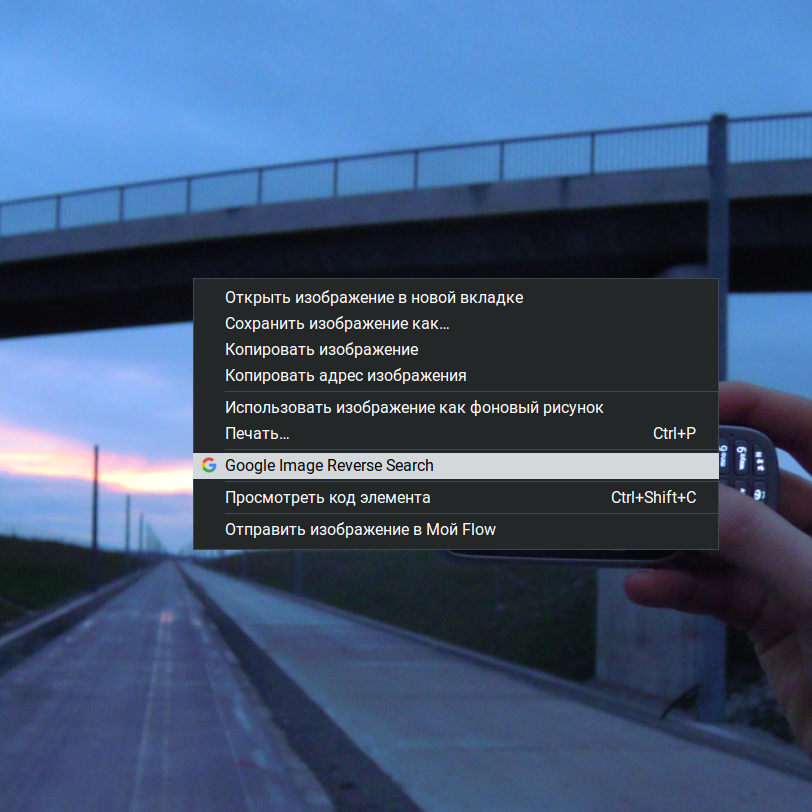 Открыть изображение в новой вкладке
Сохранить изображение как...
Копировать изображение
Копировать адрес изображения
Использовать изображение как фоновый рисунок
Печать... Ctrl+P
Google Image Reverse Search
Просмотреть код элемента Ctrl+Shift+C
Отправить изображение в Мой Flow